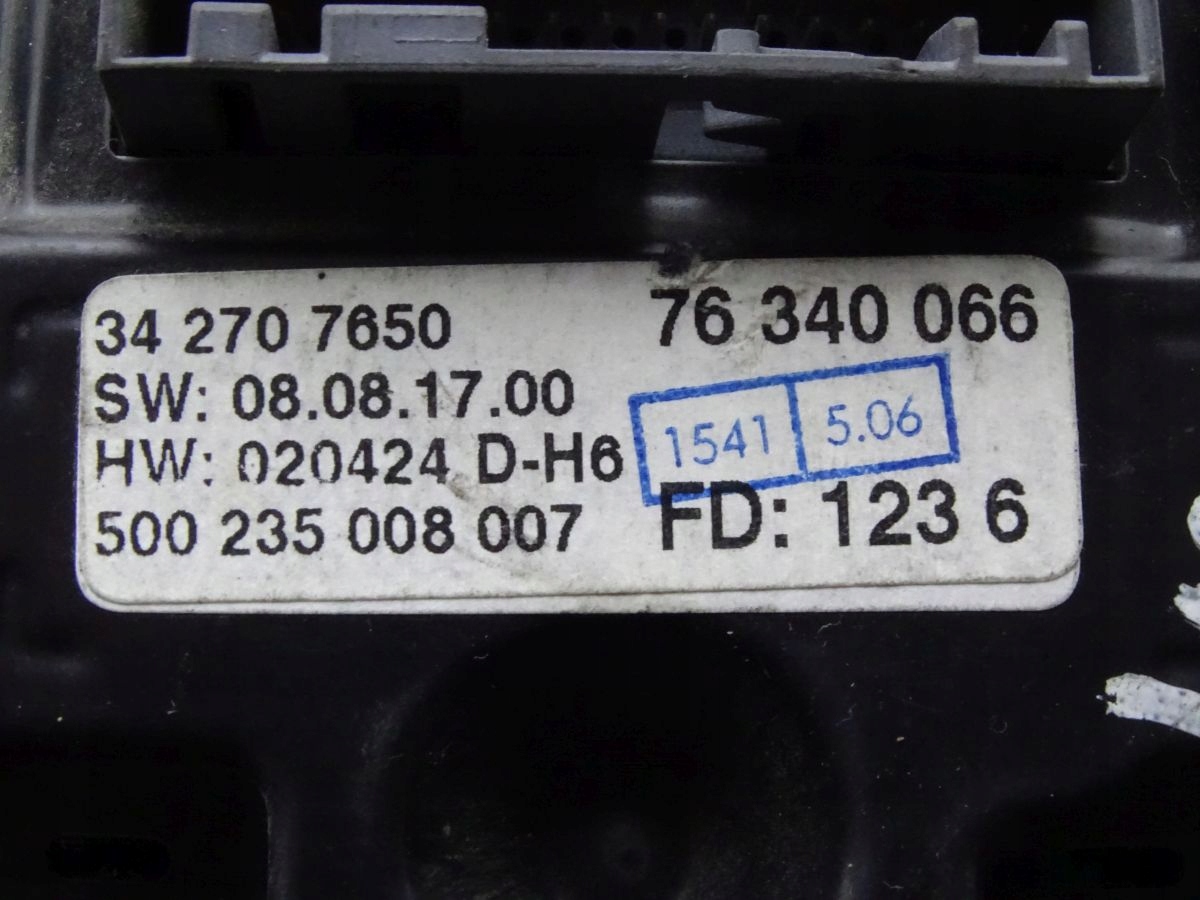 34 270 7650 76 340 066
SW: 08.08.17.00
1541 5.06
HW: 020424 D-H6
500 235 008 007 FD: 123 6